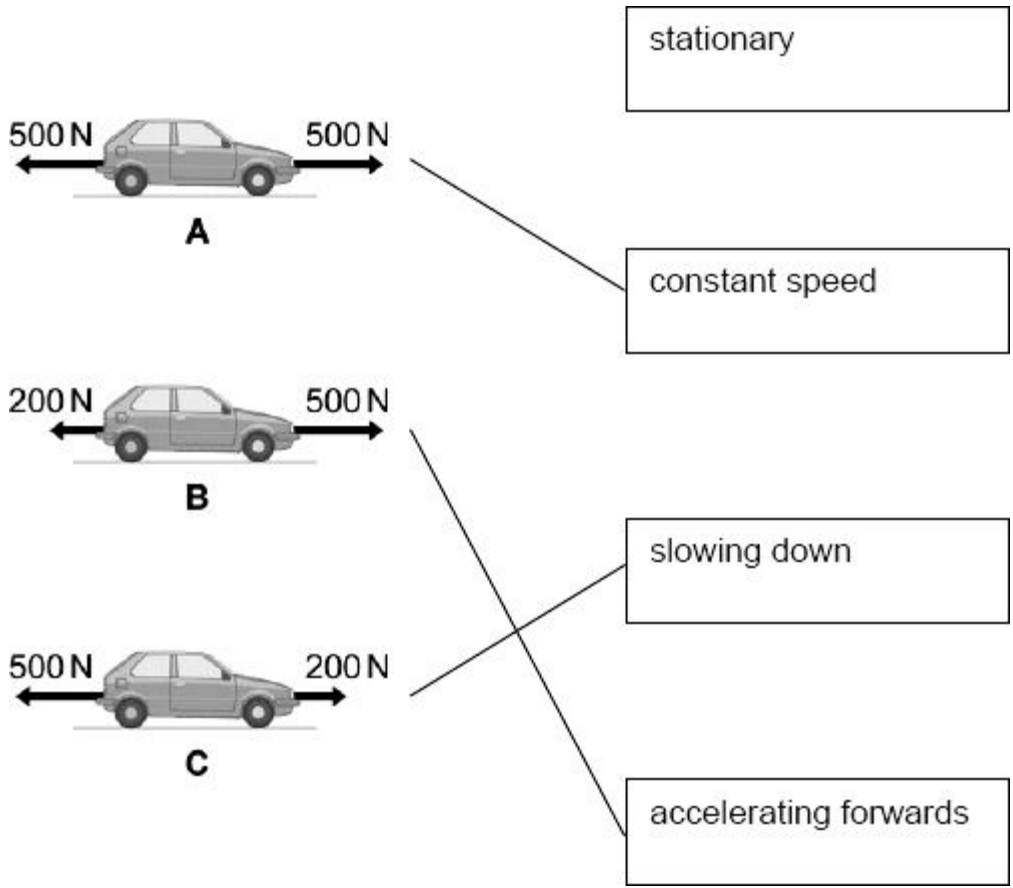 stationary
500 N 500 N
A
constant speed
200 N 500 N
B
slowing down
500 N 200 N
C
accelerating forwards